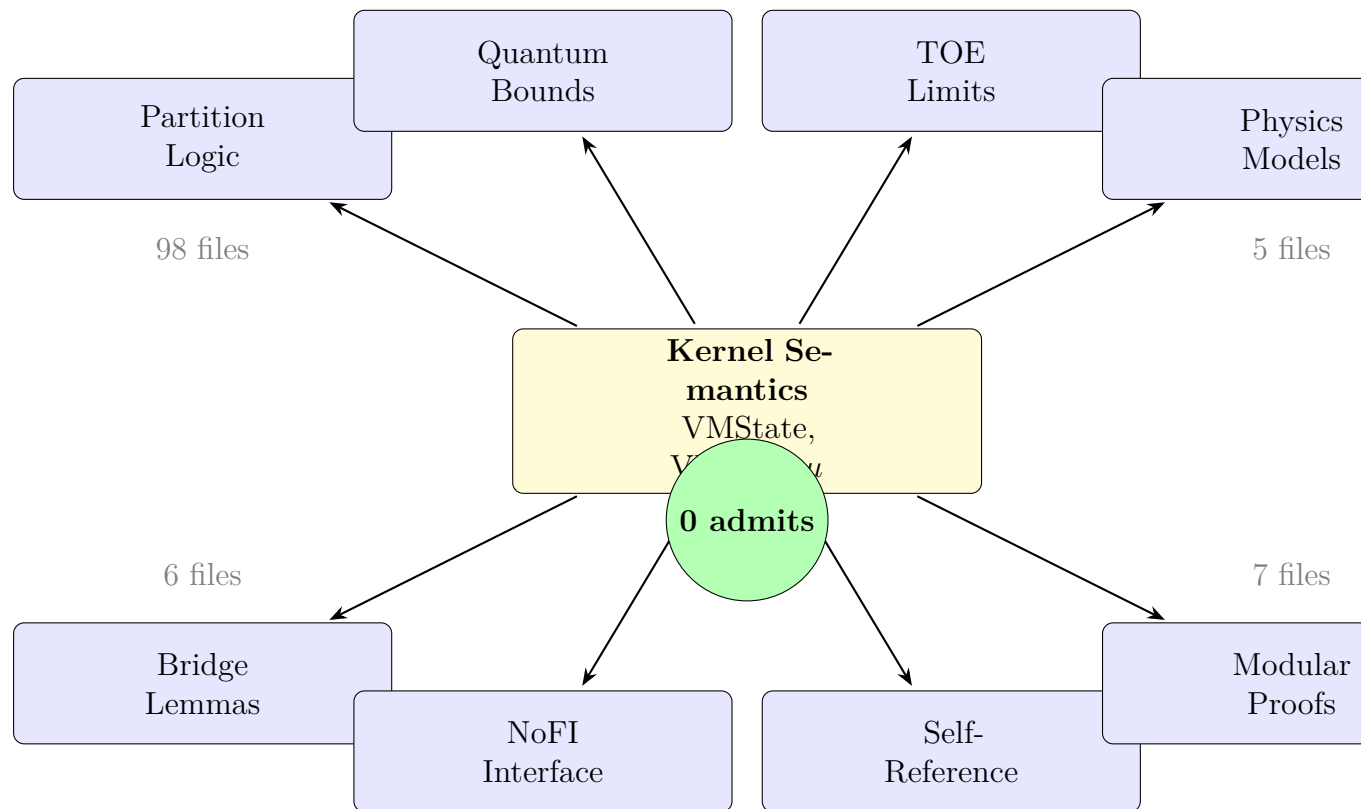 Quantum
Bounds
TOE
Limits
Partition
Logic
Physics
Models
98 files
5 files
Kernel Se-
mantics
VMState,
0 admits
6 files
7 files
Bridge
Lemmas
Modular
Proofs
NoFI
Interface
Self-
Reference